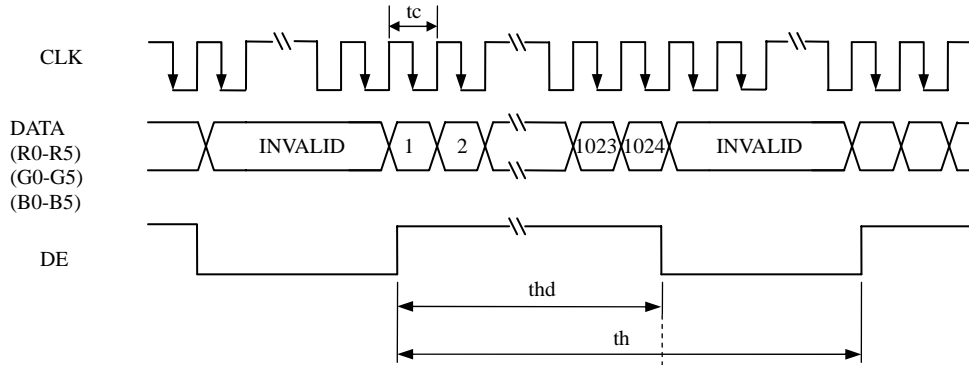 tc
CLK
DATA
(R0-R5)
(G0-G5)
(B0-B5)
INVALID 1 2 1023 1024 INVALID
DE
thd
th